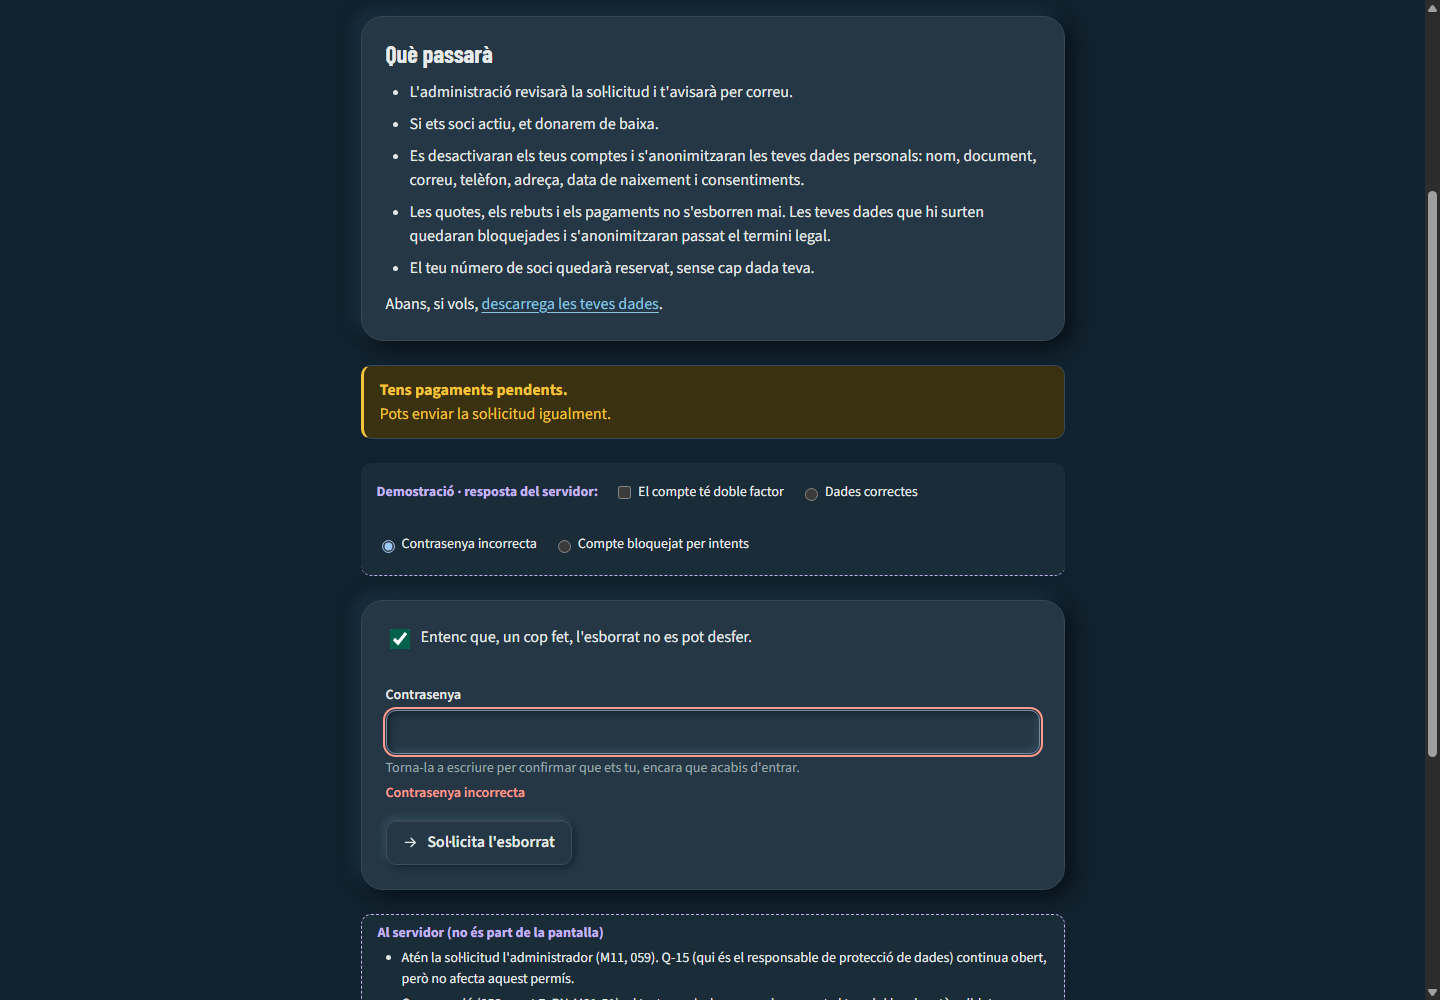 Què passarà
L'administració revisarà la sol·licitud i t'avisarà per correu.
Si ets soci actiu, et donarem de baixa.
Es desactivaran els teus comptes i s'anonimitzaran les teves dades personals: nom, document,
correu, telèfon, adreça, data de naixement i consentiments.
Les quotes, els rebuts i els pagaments no s'esborren mai. Les teves dades que hi surten
quedaran bloquejades i s'anonimitzaran passat el termini legal.
El teu número de soci quedarà reservat, sense cap dada teva.
Abans, si vols, descarrega les teves dades.
Tens pagaments pendents.
Pots enviar la sol·licitud igualment.
Demostració · resposta del servidor: El compte té doble factor Dades correctes
Contrasenya incorrecta Compte bloquejat per intents
Entenc que, un cop fet, l'esborrat no es pot desfer.
Contrasenya
Torna-la a escriure per confirmar que ets tu, encara que acabis d'entrar.
Contrasenya incorrecta
→ Sol·licita l'esborrat
Al servidor (no és part de la pantalla)
Atén la sol·licitud l'administrador (M11, 059). Q-15 (qui és el responsable de protecció de dades) continua obert,
però no afecta aquest permís.